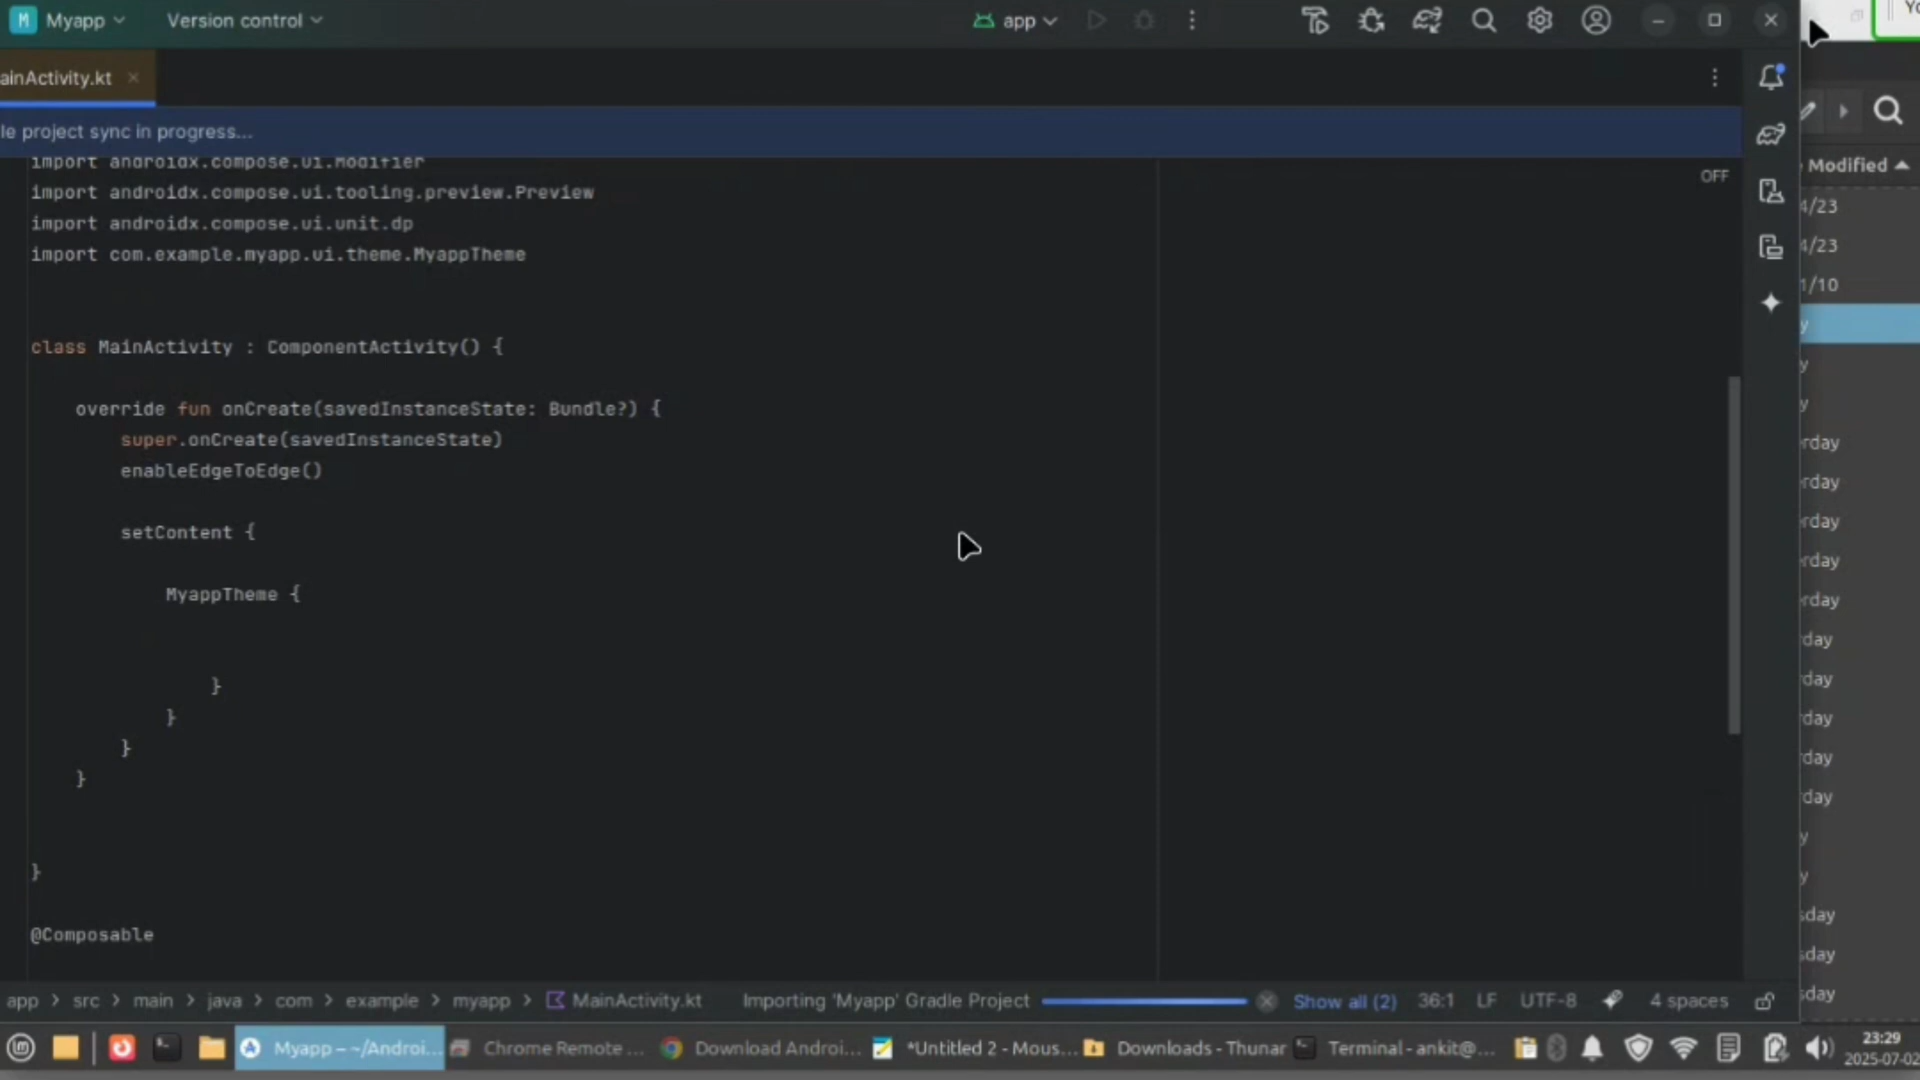 M Myapp
Version control
app
MainActivity.kt
le project sync in progress...
OFF
import androidx.compose.ui.Modifier
import androidx.compose.ui.tooling.preview.Preview
import androidx.compose.ui.unit.dp
import com.example.myapp.ui.theme.MyappTheme
class MainActivity : ComponentActivity() {
override fun onCreate(savedInstanceState: Bundle?) {
super.onCreate(savedInstanceState)
enableEdgeToEdge()
setContent {
MyappTheme {
}
}
}
}
}
@Composable
Modified
4/23
4/23
1/10
y
y
y
rday
rday
rday
rday
rday
day
day
day
day
day
y
y
sday
sday
sday
app > src > main > java > com > example > myapp > MainActivity.kt
Importing 'Myapp' Gradle Project
Show all (2)
36:1
LF
UTF-8
4 spaces
Myapp – ~/Androi...
Chrome Remote ...
Download Androi...
*Untitled 2 - Mous...
Downloads - Thunar
Terminal - ankit@...
23:29
2025-07-02